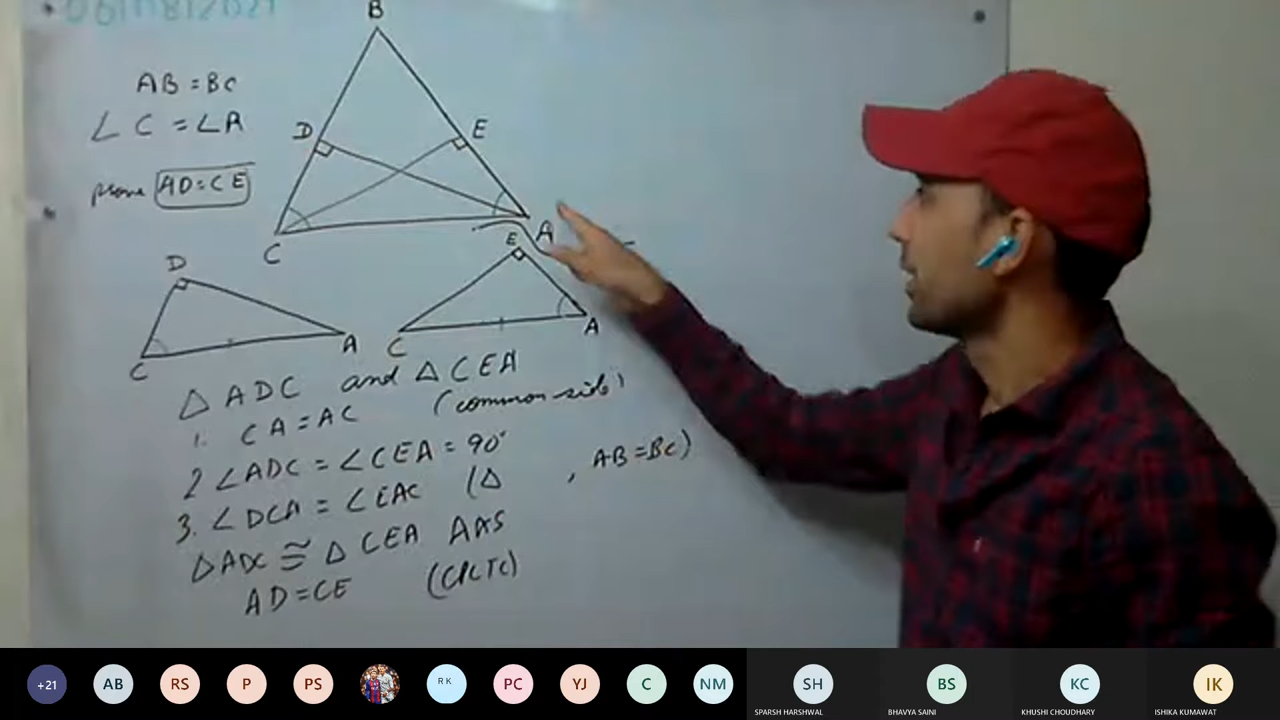 B
AB = BC
∠ C = ∠A
D
E
prove AD = CE
C
A
D
E
C
A
C
A
△ ADC and △ CEA
1. CA = AC (common side)
2 ∠ADC = ∠CEA = 90°
3. ∠DCA = ∠EAC (△ , AB = BC)
△ADC ≅ △ CEA AAS
AD = CE (CPCTC)
+21
AB
RS
P
PS
R K
PC
YJ
C
NM
SH
BS
KC
IK
SPARSH HARSHWAL
BHAVYA SAINI
KHUSHI CHOUDHARY
ISHIKA KUMAWAT